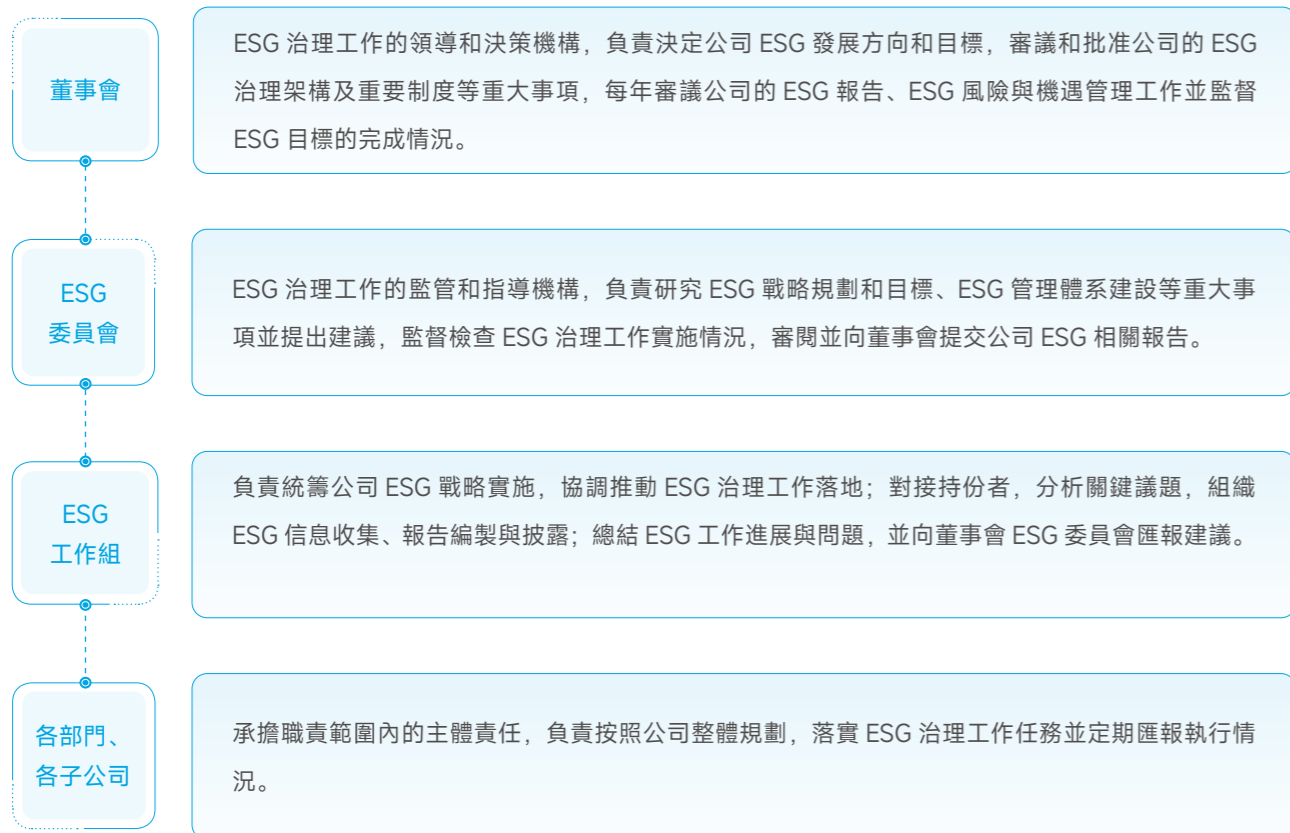 董事會
ESG 治理工作的領導和決策機構，負責決定公司 ESG 發展方向和目標，審議和批准公司的 ESG
治理架構及重要制度等重大事項，每年審議公司的 ESG 報告、ESG 風險與機遇管理工作並監督
ESG 目標的完成情況。
ESG
委員會
ESG 治理工作的監管和指導機構，負責研究 ESG 戰略規劃和目標、ESG 管理體系建設等重大事
項並提出建議，監督檢查 ESG 治理工作實施情況，審閱並向董事會提交公司 ESG 相關報告。
ESG
工作組
負責統籌公司 ESG 戰略實施，協調推動 ESG 治理工作落地；對接持份者，分析關鍵議題，組織
ESG 信息收集、報告編製與披露；總結 ESG 工作進展與問題，並向董事會 ESG 委員會匯報建議。
各部門、
各子公司
承擔職責範圍內的主體責任，負責按照公司整體規劃，落實 ESG 治理工作任務並定期匯報執行情
況。